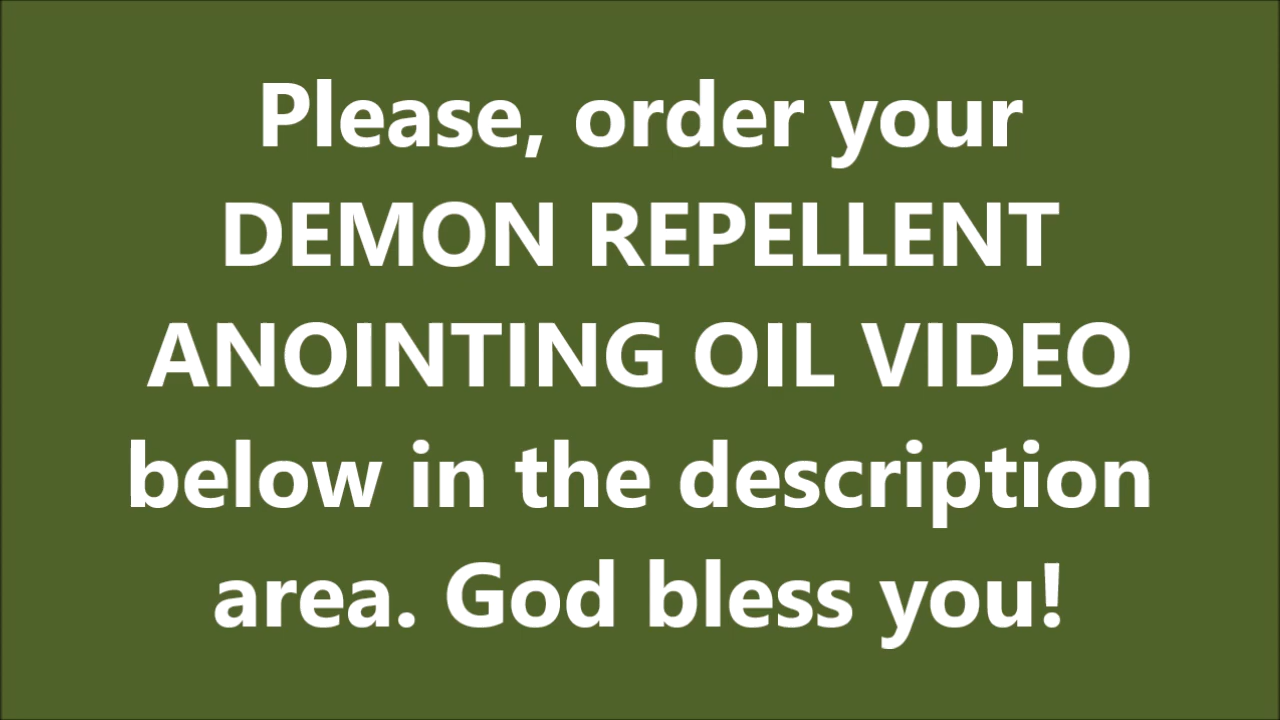 Please, order your
DEMON REPELLENT
ANOINTING OIL VIDEO
below in the description
area. God bless you!